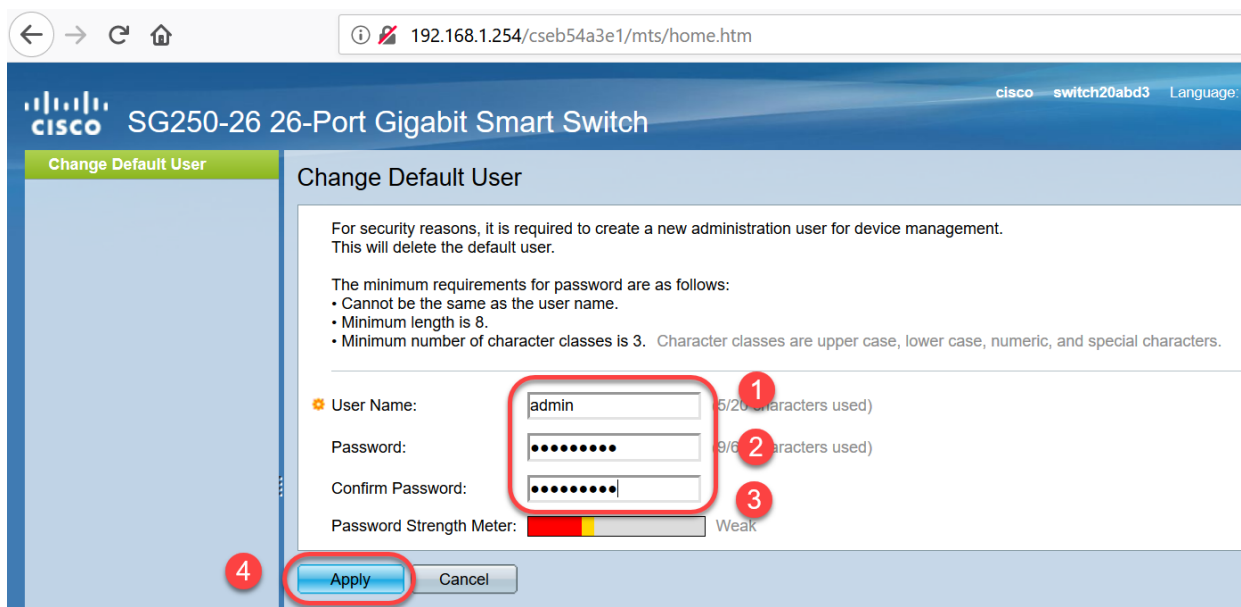 192.168.1.254/cseb54a3e1/mts/home.htm
cisco switch20abd3 Language:
CISCO SG250-26 26-Port Gigabit Smart Switch
Change Default User
Change Default User
For security reasons, it is required to create a new administration user for device management.
This will delete the default user.
The minimum requirements for password are as follows:
• Cannot be the same as the user name.
• Minimum length is 8.
• Minimum number of character classes is 3. Character classes are upper case, lower case, numeric, and special characters.
User Name: admin (5/20 characters used) 1
Password: ••••••••• 2 used)
Confirm Password: ••••••••• 3
Password Strength Meter: Weak
4 Apply Cancel